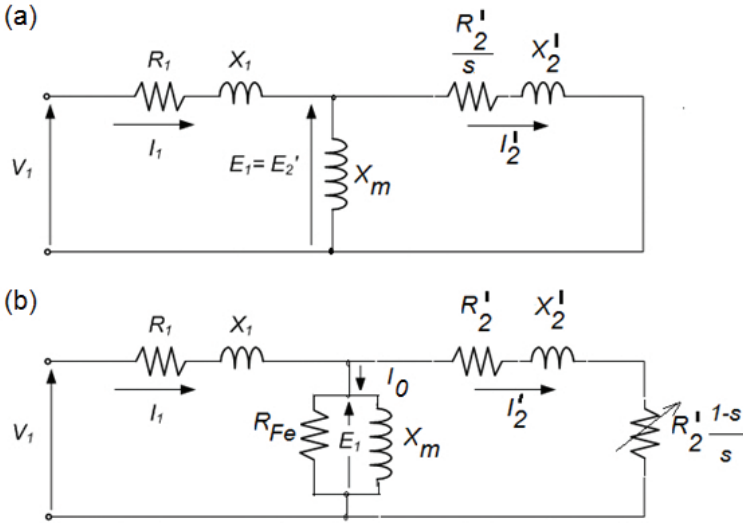 (a)
R₁
X₁
R₂'
s
X₂'
V₁
I₁
E₁= E₂'
Xm
I₂'
(b)
R₁
X₁
R₂'
X₂'
V₁
I₁
I₀
I₂'
RFe
E₁
Xm
R₂' 1-s
s